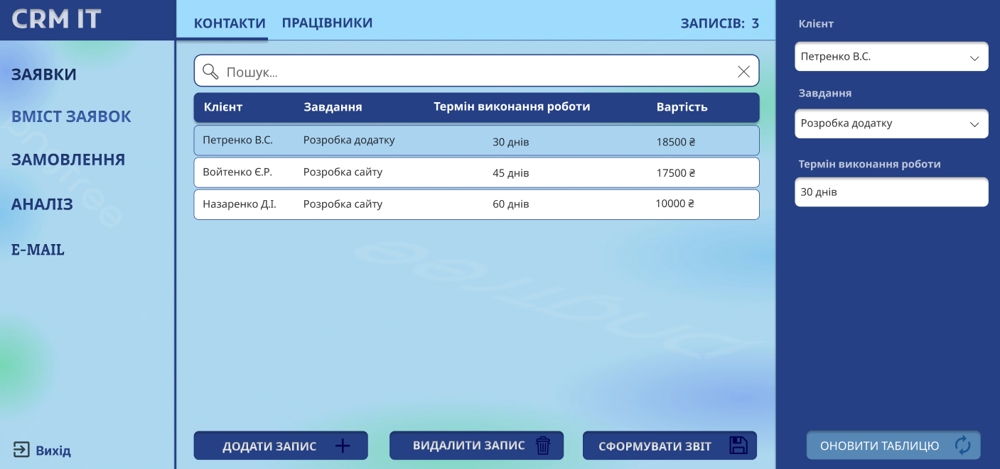 CRM IT
КОНТАКТИ ПРАЦІВНИКИ ЗАПИСІВ: 3
ЗАЯВКИ
ВМІСТ ЗАЯВОК
ЗАМОВЛЕННЯ
АНАЛІЗ
E-MAIL
Вихід
Пошук...
Клієнт Завдання Термін виконання роботи Вартість
Петренко В.С. Розробка додатку 30 днів 18500 ₴
Войтенко Є.Р. Розробка сайту 45 днів 17500 ₴
Назаренко Д.І. Розробка сайту 60 днів 10000 ₴
ДОДАТИ ЗАПИС ВИДАЛИТИ ЗАПИС СФОРМУВАТИ ЗВІТ
Клієнт
Петренко В.С.
Завдання
Розробка додатку
Термін виконання роботи
30 днів
ОНОВИТИ ТАБЛИЦЮ
pngtree
pngtree